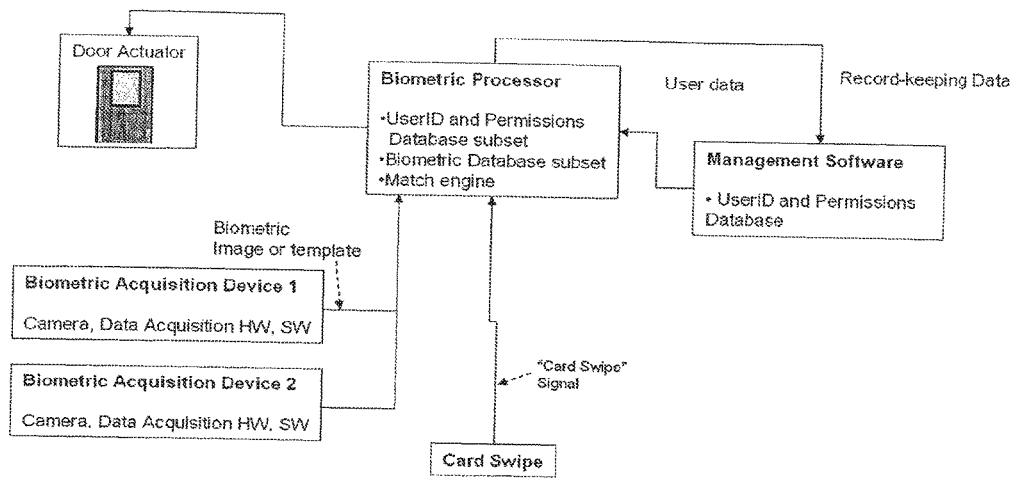 Door Actuator
Biometric Processor
•UserID and Permissions
Database subset
•Biometric Database subset
•Match engine
User data
Record-keeping Data
Management Software
• UserID and Permissions
Database
Biometric
Image or template
Biometric Acquisition Device 1
Camera, Data Acquisition HW, SW
Biometric Acquisition Device 2
Camera, Data Acquisition HW, SW
"Card Swipe"
Signal
Card Swipe